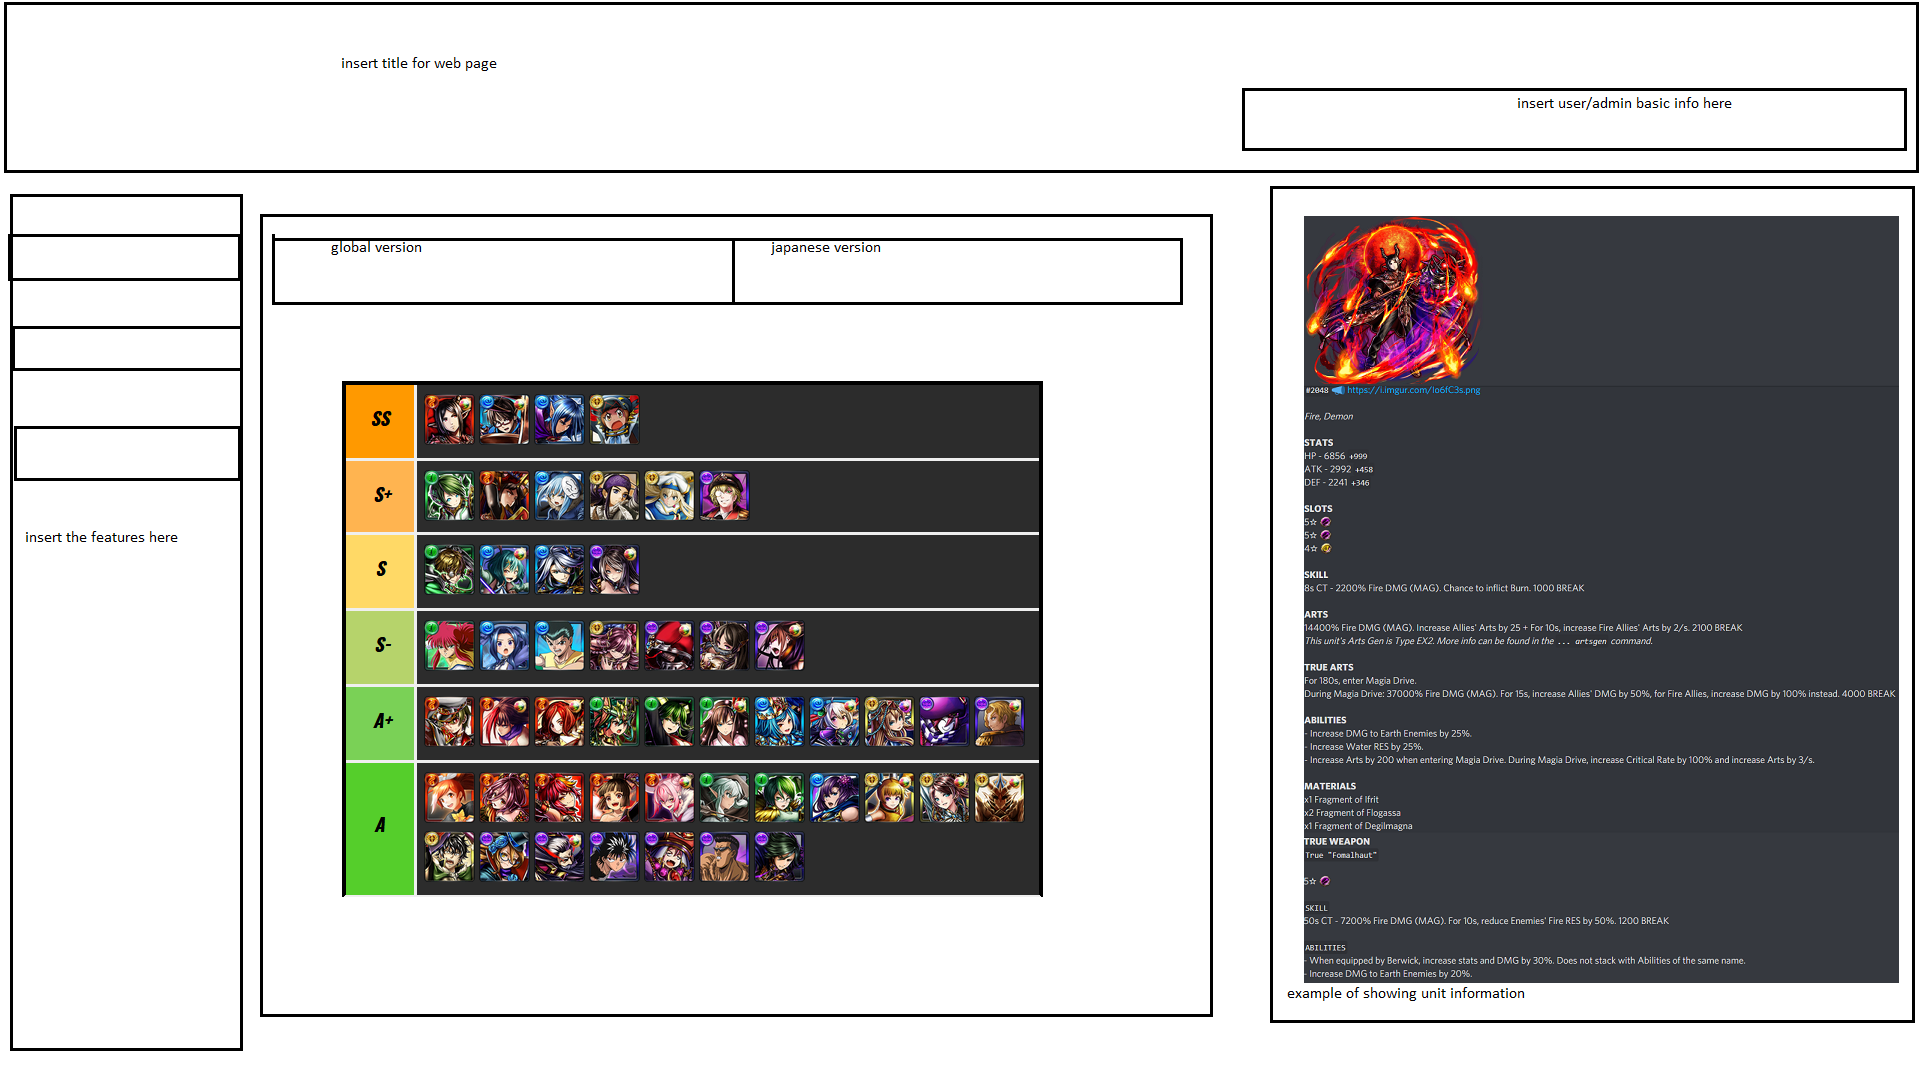 insert title for web page
insert user/admin basic info here
insert the features here
global version
japanese version
SS
S+
S
S-
A+
A
#2048 https://i.imgur.com/Io6fC3s.png
Fire, Demon
STATS
HP - 6856 +999
ATK - 2992 +458
DEF - 2241 +346
SLOTS
5☆
5☆
4☆
SKILL
8s CT - 2200% Fire DMG (MAG). Chance to inflict Burn. 1000 BREAK
ARTS
14400% Fire DMG (MAG). Increase Allies' Arts by 25 + For 10s, increase Fire Allies' Arts by 2/s. 2100 BREAK
This unit's Arts Gen is Type EX2. More info can be found in the ... artsgen command.
TRUE ARTS
For 180s, enter Magia Drive.
During Magia Drive: 37000% Fire DMG (MAG). For 15s, increase Allies' DMG by 50%, for Fire Allies, increase DMG by 100% instead. 4000 BREAK
ABILITIES
- Increase DMG to Earth Enemies by 25%.
- Increase Water RES by 25%.
- Increase Arts by 200 when entering Magia Drive. During Magia Drive, increase Critical Rate by 100% and increase Arts by 3/s.
MATERIALS
x1 Fragment of Ifrit
x2 Fragment of Flogassa
x1 Fragment of Degilmagna
TRUE WEAPON
True "Fomalhaut"
5☆
SKILL
50s CT - 7200% Fire DMG (MAG). For 10s, reduce Enemies' Fire RES by 50%. 1200 BREAK
ABILITIES
- When equipped by Berwick, increase stats and DMG by 30%. Does not stack with Abilities of the same name.
- Increase DMG to Earth Enemies by 20%.
example of showing unit information